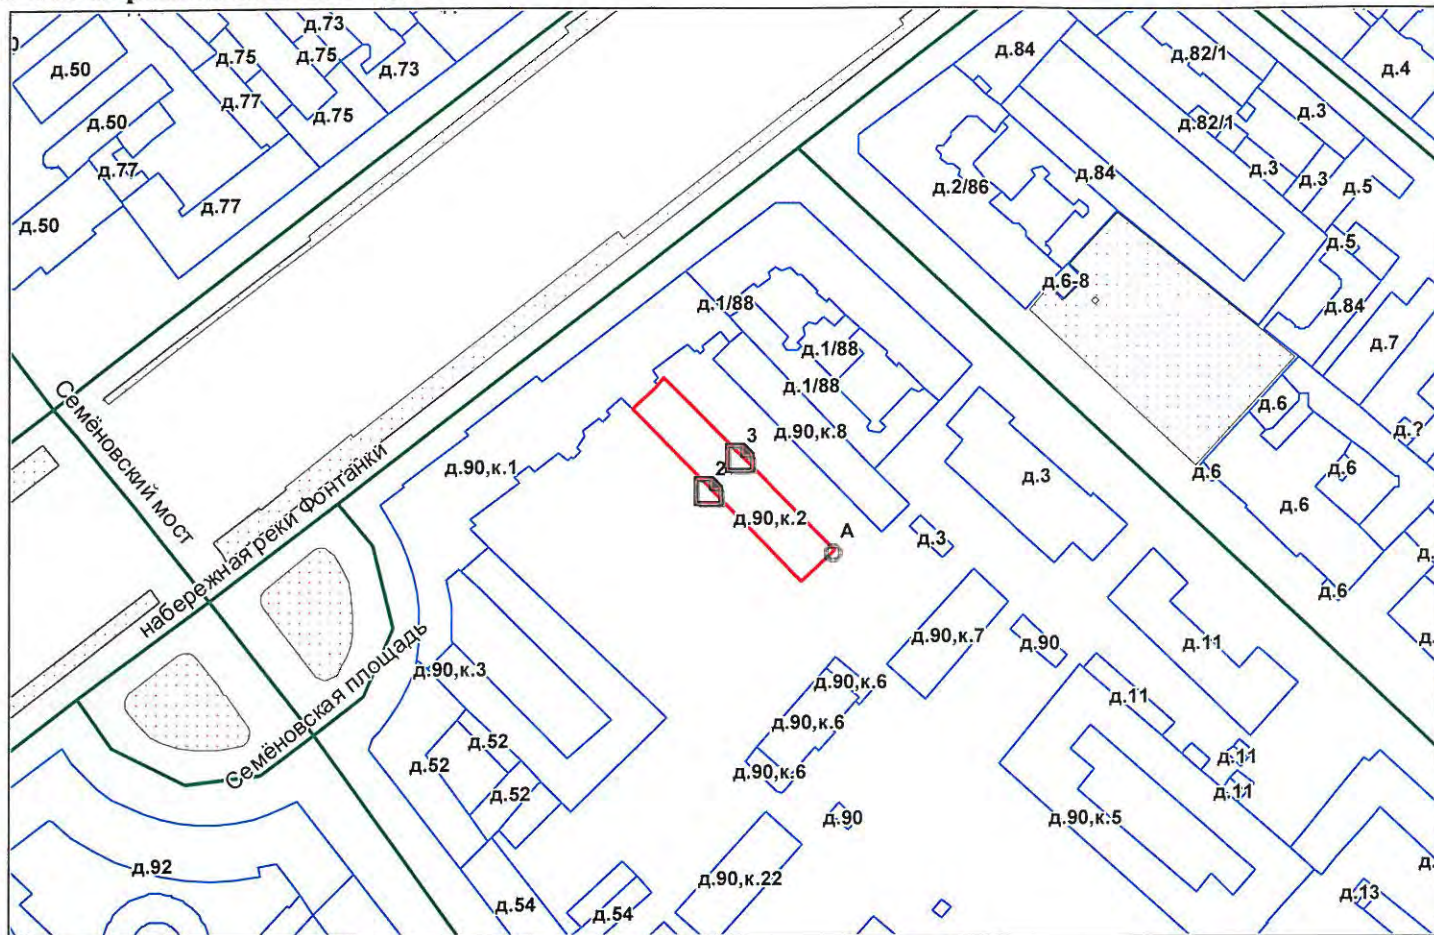 д.73
д.75
д.75
д.73
д.50
д.77
д.75
д.50
д.77
д.77
д.50
д.84
д.82/1
д.4
д.82/1
д.3
д.3
д.3
д.5
д.2/86
д.84
д.5
д.6-8
д.84
д.7
д.1/88
д.1/88
д.1/88
д.6
д.?
д.90,к.8
3
2
д.90,к.1
д.3
д.6
д.6
д.6
д.90,к.2
А
д.3
Семёновский мост
набережная реки Фонтанки
Семёновская площадь
д.6
д.90,к.7
д.90
д.11
д.90,к.3
д.90,к.6
д.11
д.90,к.6
д.52
д.52
д.90,к.6
д.52
д.11
д.11
д.90
д.90,к.5
д.92
д.90,к.22
д.54
д.54
д.13